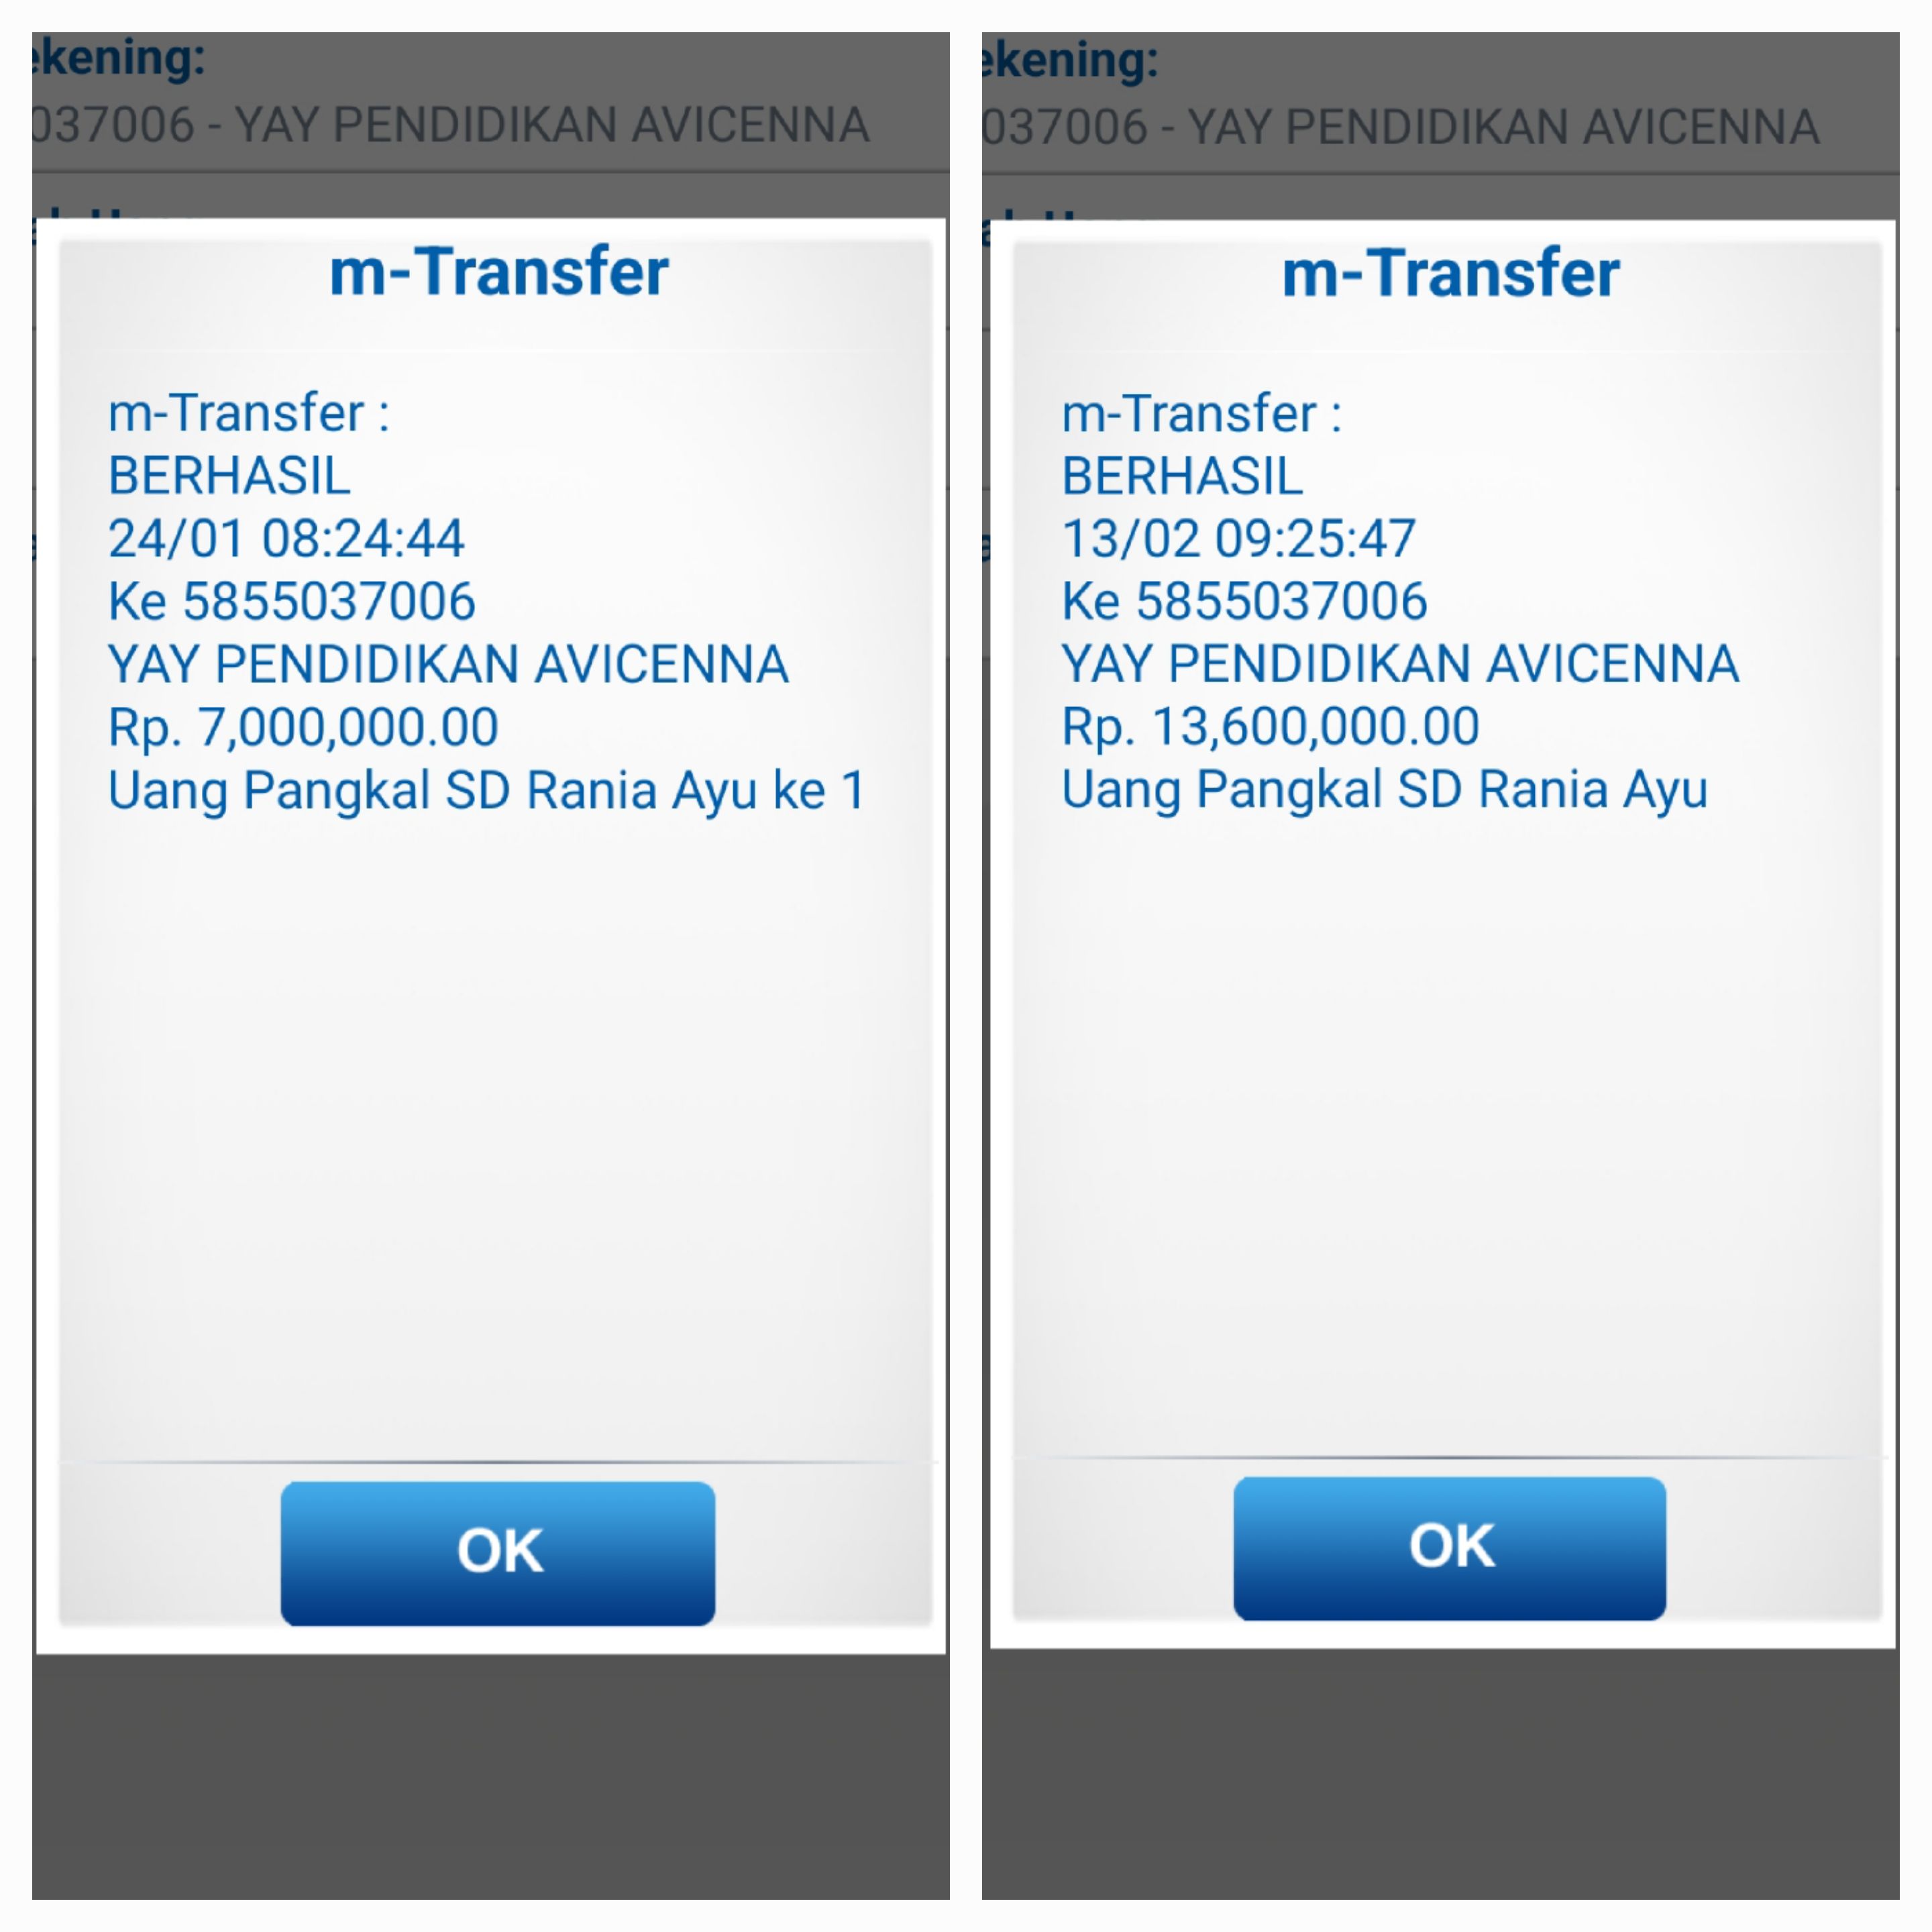 ekening:
037006 - YAY PENDIDIKAN AVICENNA
m-Transfer
m-Transfer :
BERHASIL
24/01 08:24:44
Ke 5855037006
YAY PENDIDIKAN AVICENNA
Rp. 7,000,000.00
Uang Pangkal SD Rania Ayu ke 1
OK
ekening:
037006 - YAY PENDIDIKAN AVICENNA
m-Transfer
m-Transfer :
BERHASIL
13/02 09:25:47
Ke 5855037006
YAY PENDIDIKAN AVICENNA
Rp. 13,600,000.00
Uang Pangkal SD Rania Ayu
OK